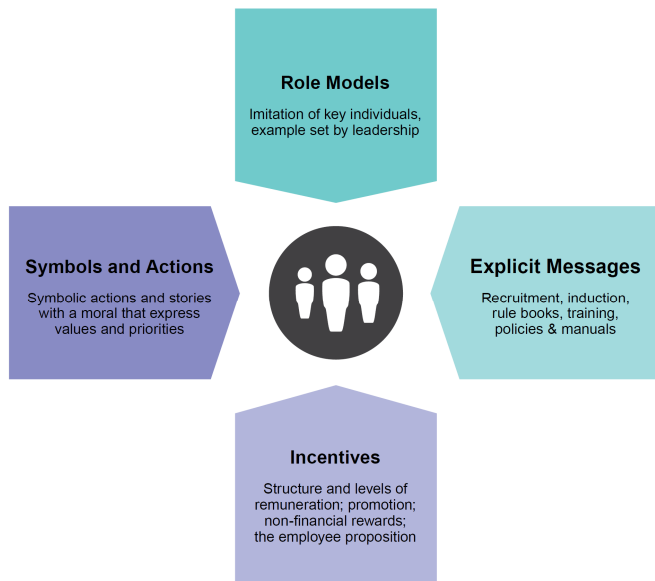 Role Models
Imitation of key individuals,
example set by leadership
Symbols and Actions
Symbolic actions and stories
with a moral that express
values and priorities
Explicit Messages
Recruitment, induction,
rule books, training,
policies & manuals
Incentives
Structure and levels of
remuneration; promotion;
non-financial rewards;
the employee proposition